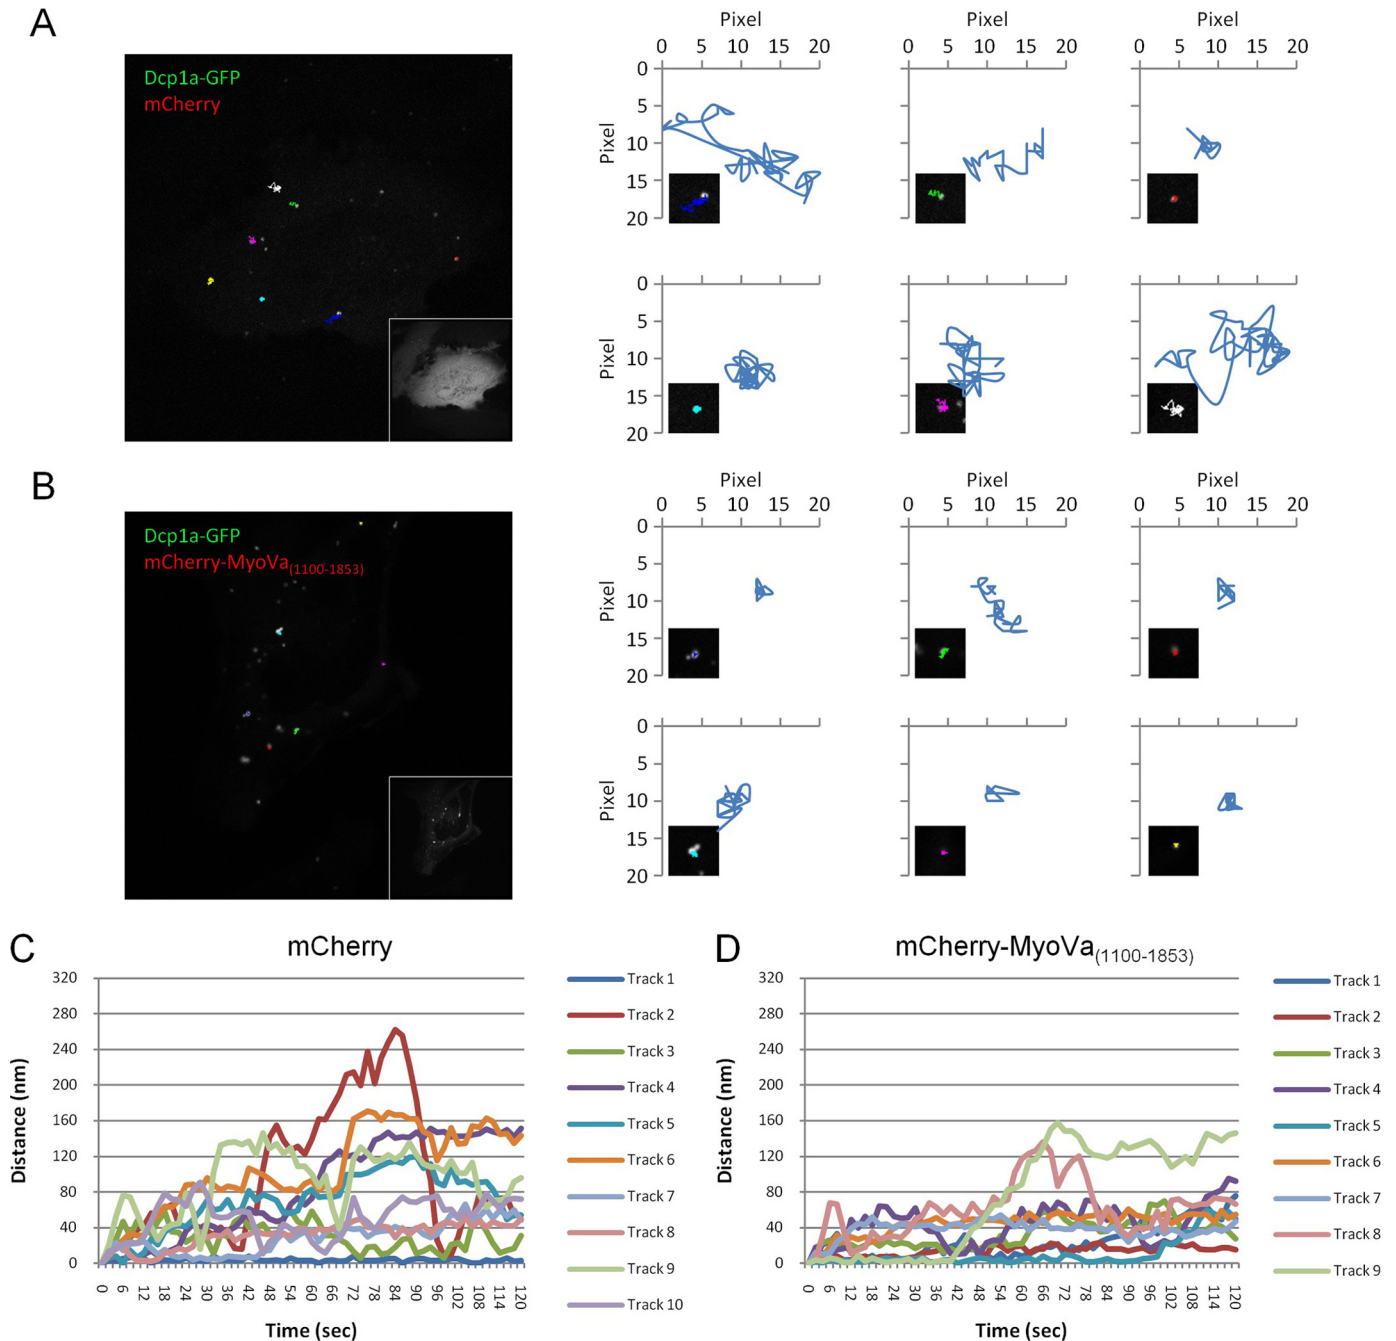 A
Dcp1a-GFP
mCherry
Pixel
Pixel
Pixel
0 5 10 15 20
0 5 10 15 20
0 5 10 15 20
Pixel
0
5
10
15
20
0
5
10
15
20
B
Dcp1a-GFP
mCherry-MyoVa(1100-1853)
Pixel
Pixel
Pixel
0 5 10 15 20
0 5 10 15 20
0 5 10 15 20
Pixel
0
5
10
15
20
Pixel
0
5
10
15
20
C
mCherry
Distance (nm)
320
280
240
200
160
120
80
40
0
0 6 12 18 24 30 36 42 48 54 60 66 72 78 84 90 96 102 108 114 120
Time (sec)
Track 1
Track 2
Track 3
Track 4
Track 5
Track 6
Track 7
Track 8
Track 9
Track 10
D
mCherry-MyoVa(1100-1853)
Distance (nm)
320
280
240
200
160
120
80
40
0
0 6 12 18 24 30 36 42 48 54 60 66 72 78 84 90 96 102 108 114 120
Time (sec)
Track 1
Track 2
Track 3
Track 4
Track 5
Track 6
Track 7
Track 8
Track 9